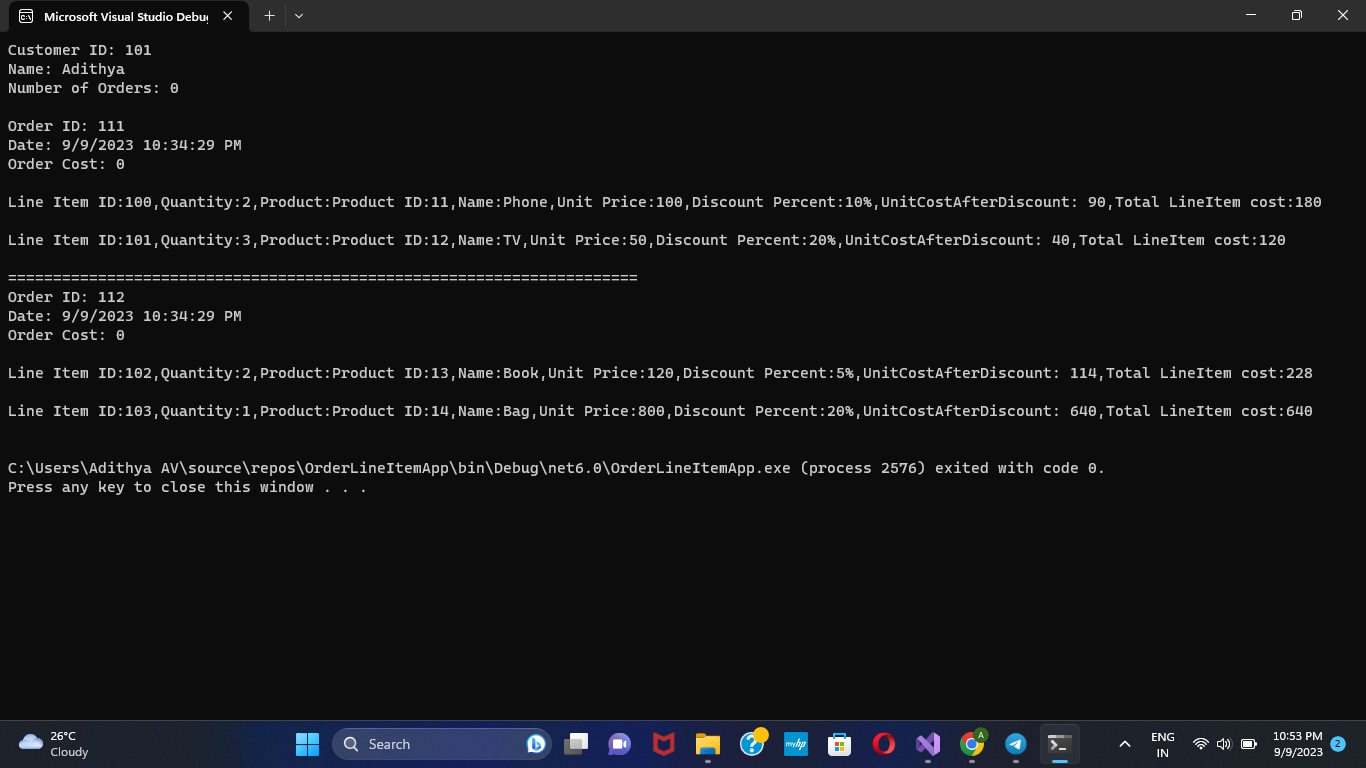 Microsoft Visual Studio Debu
Customer ID: 101
Name: Adithya
Number of Orders: 0
Order ID: 111
Date: 9/9/2023 10:34:29 PM
Order Cost: 0
Line Item ID:100,Quantity:2,Product:Product ID:11,Name:Phone,Unit Price:100,Discount Percent:10%,UnitCostAfterDiscount: 90,Total LineItem cost:180
Line Item ID:101,Quantity:3,Product:Product ID:12,Name:TV,Unit Price:50,Discount Percent:20%,UnitCostAfterDiscount: 40,Total LineItem cost:120
======================================================================
Order ID: 112
Date: 9/9/2023 10:34:29 PM
Order Cost: 0
Line Item ID:102,Quantity:2,Product:Product ID:13,Name:Book,Unit Price:120,Discount Percent:5%,UnitCostAfterDiscount: 114,Total LineItem cost:228
Line Item ID:103,Quantity:1,Product:Product ID:14,Name:Bag,Unit Price:800,Discount Percent:20%,UnitCostAfterDiscount: 640,Total LineItem cost:640
C:\Users\Adithya AV\source\repos\OrderLineItemApp\bin\Debug\net6.0\OrderLineItemApp.exe (process 2576) exited with code 0.
Press any key to close this window . . .
26°C
Cloudy
Search
myhp
A
ENG
IN
10:53 PM
9/9/2023
2